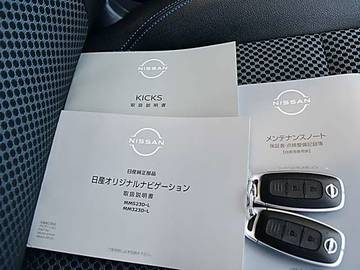 NISSAN
KICKS
取扱説明書
NISSAN
日産純正部品
日産オリジナルナビゲーション
取扱説明書
MM523D-L
MM323D-L
NISSAN
メンテナンスノート
保証書・点検整備記録簿